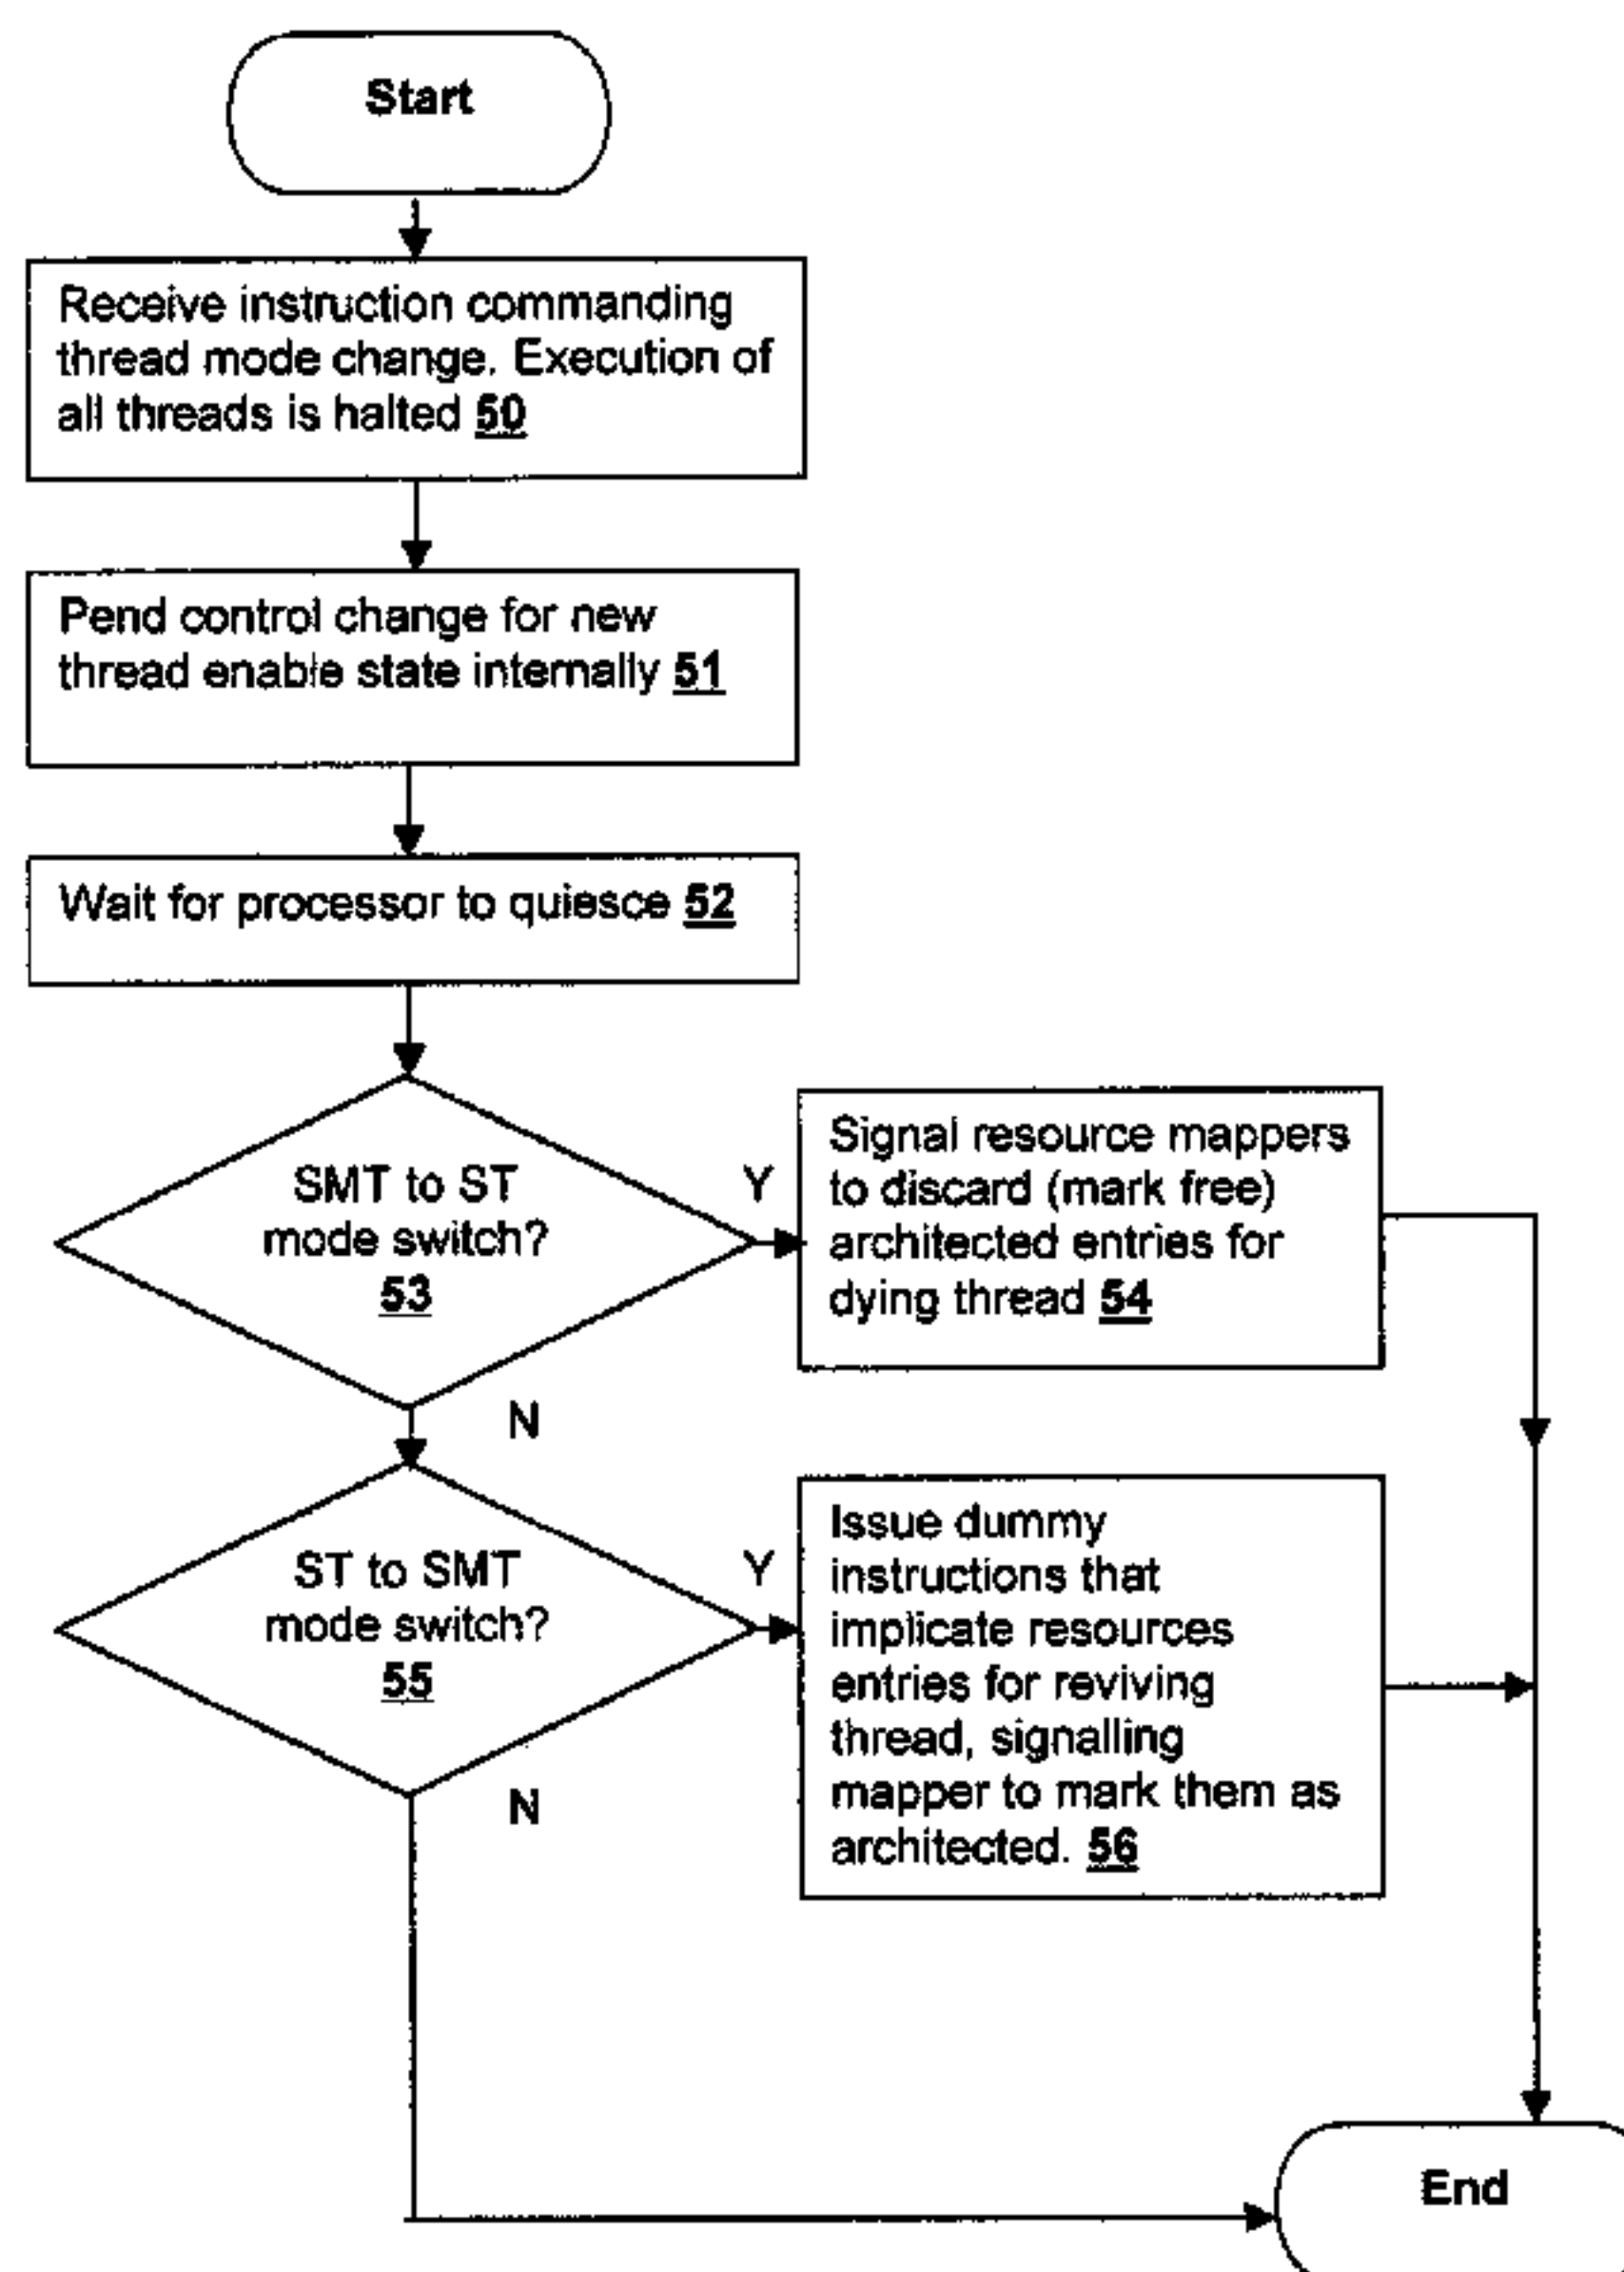 Start
Receive instruction commanding
thread mode change. Execution of
all threads is halted 50
Pend control change for new
thread enable state internally 51
Wait for processor to quiesce 52
SMT to ST
mode switch?
53
Y
Signal resource mappers
to discard (mark free)
architected entries for
dying thread 54
N
ST to SMT
mode switch?
55
Y
Issue dummy
instructions that
implicate resources
entries for reviving
thread, signalling
mapper to mark them as
architected. 56
N
End